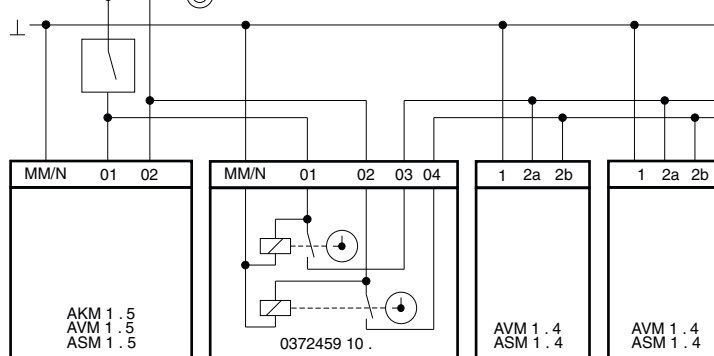 MM/N 01 02
MM/N 01 02 03 04
1 2a 2b
1 2a 2b
AKM 1 . 5
AVM 1 . 5
ASM 1 . 5
0372459 10 .
AVM 1 . 4
ASM 1 . 4
AVM 1 . 4
ASM 1 . 4